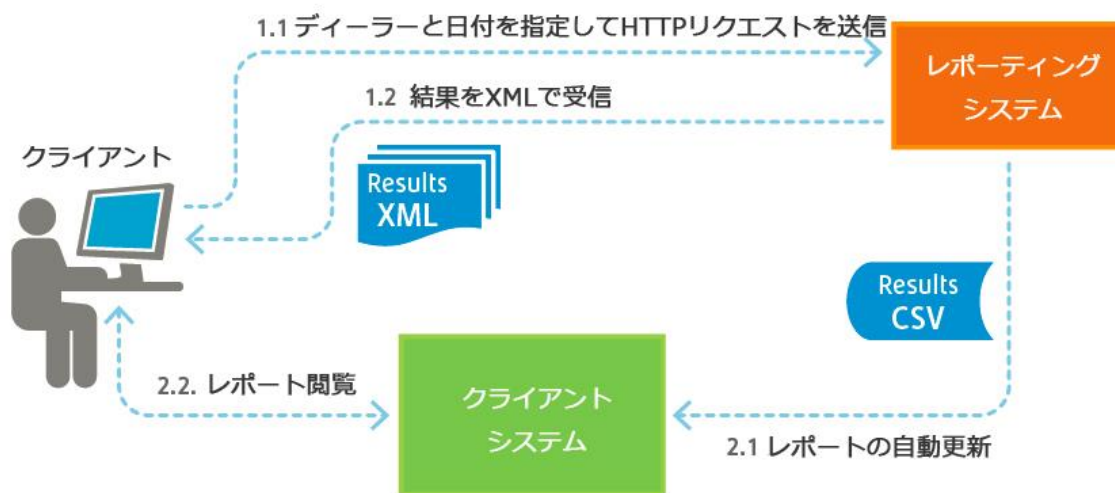 1.1 ディーラーと日付を指定してHTTPリクエストを送信
レポーティング
システム
1.2 結果をXMLで受信
クライアント
Results
XML
Results
CSV
2.2. レポート閲覧
クライアント
システム
2.1 レポートの自動更新